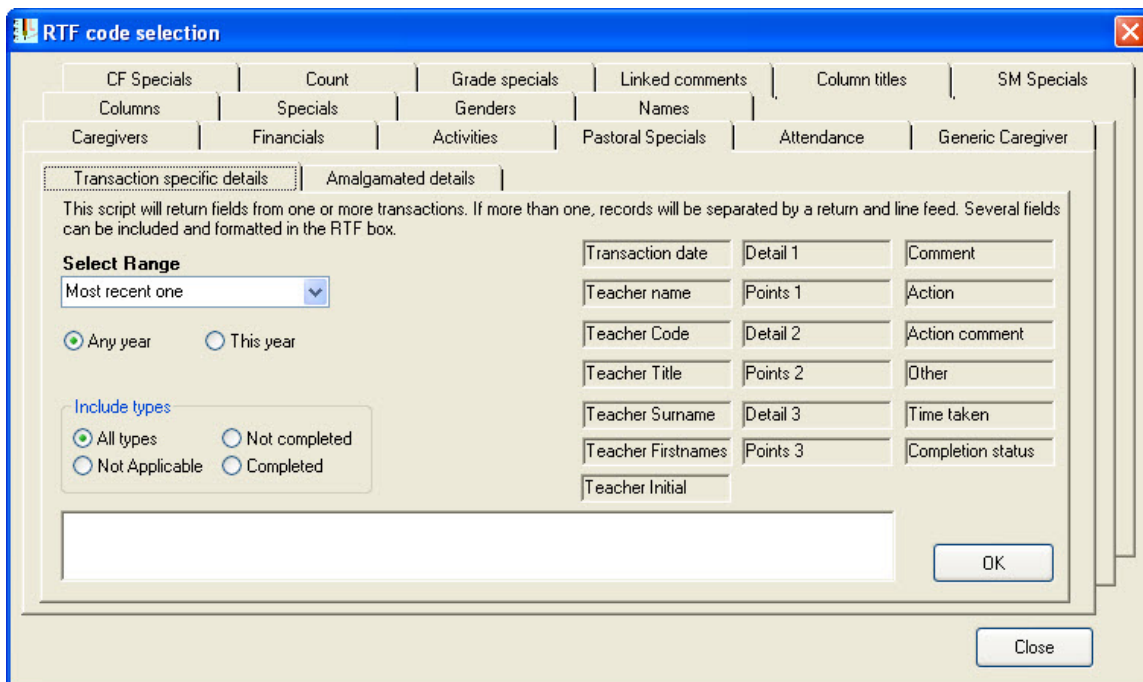 RTF code selection
CF Specials Count Grade specials Linked comments Column titles SM Specials
Columns Specials Genders Names
Caregivers Financials Activities Pastoral Specials Attendance Generic Caregiver
Transaction specific details Amalgamated details
This script will return fields from one or more transactions. If more than one, records will be separated by a return and line feed. Several fields
can be included and formatted in the RTF box.
Select Range
Most recent one
Any year This year
Include types
All types Not completed
Not Applicable Completed
Transaction date Detail 1 Comment
Teacher name Points 1 Action
Teacher Code Detail 2 Action comment
Teacher Title Points 2 Other
Teacher Surname Detail 3 Time taken
Teacher Firstnames Points 3 Completion status
Teacher Initial
OK
Close